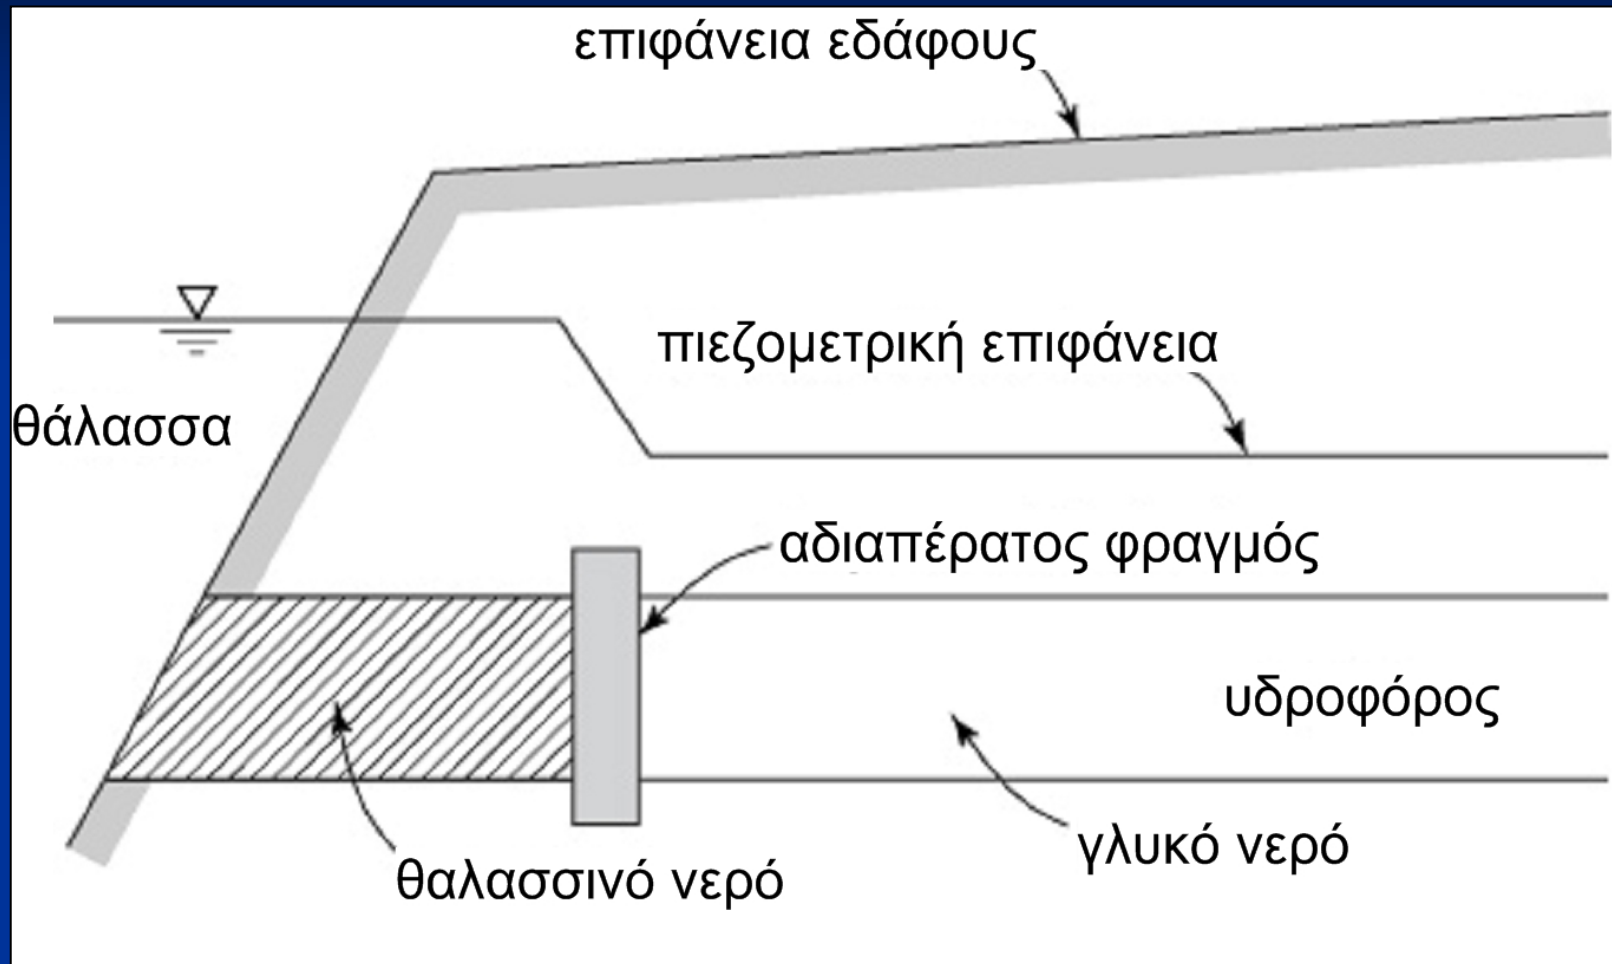 επιφάνεια εδάφους
πιεζομετρική επιφάνεια
θάλασσα
αδιαπέρατος φραγμός
υδροφόρος
γλυκό νερό
θαλασσινό νερό